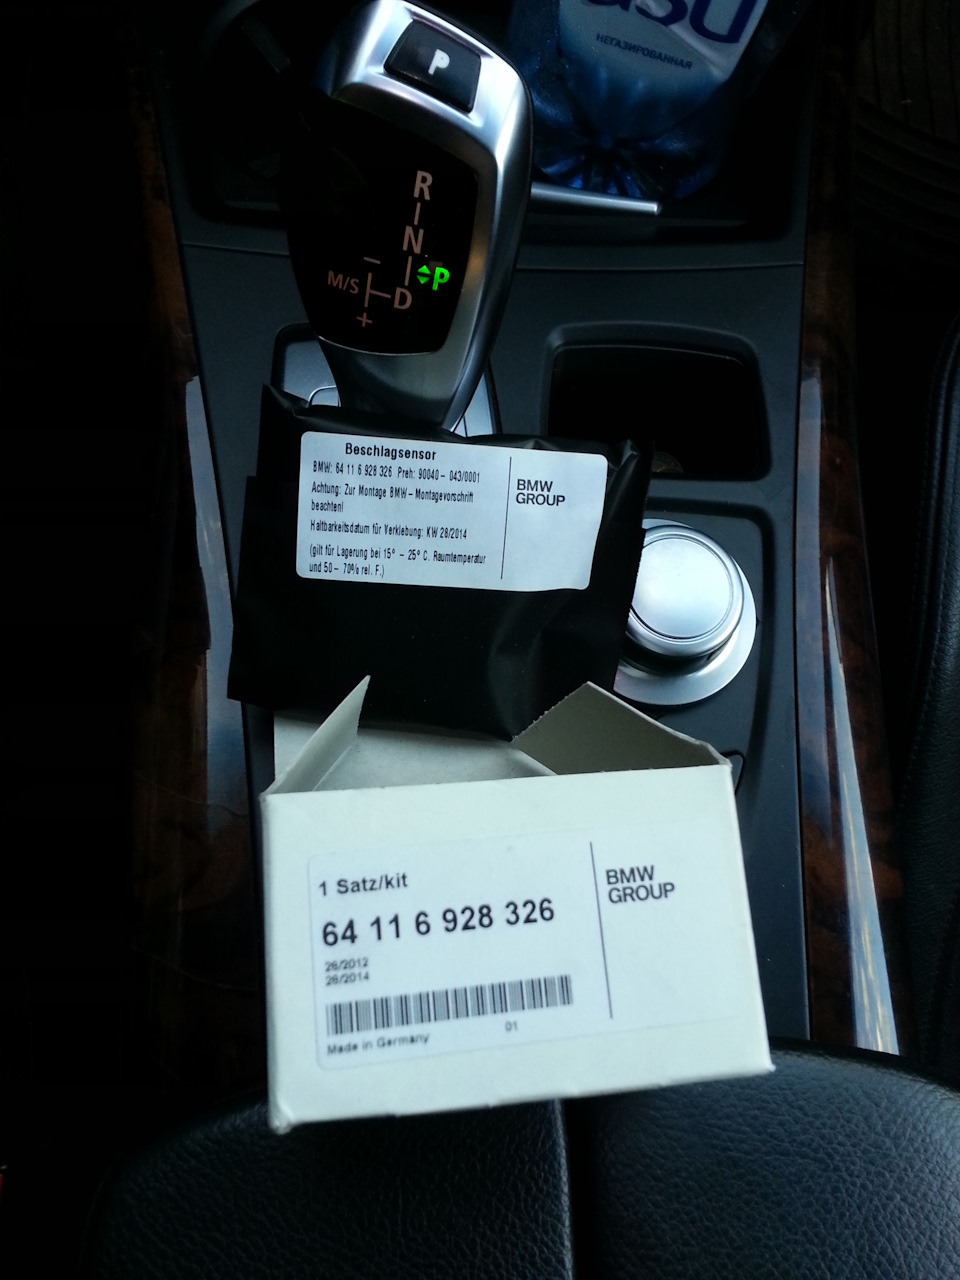 НЕГАЗИРОВАННАЯ
P
R
N
P
M/S
D
−
+
Beschlagsensor
BMW: 64 11 6 928 326 Preh: 90040 - 043/0001
Achtung: Zur Montage BMW - Montagevorschrift
beachten!
Haltbarkeitsdatum für Verklebung: KW 28/2014
(gilt für Lagerung bei 15° - 25° C. Raumtemperatur
und 50 - 70% rel. F.)
BMW
GROUP
1 Satz/kit
64 11 6 928 326
26/2012
28/2014
Made in Germany
01
BMW
GROUP